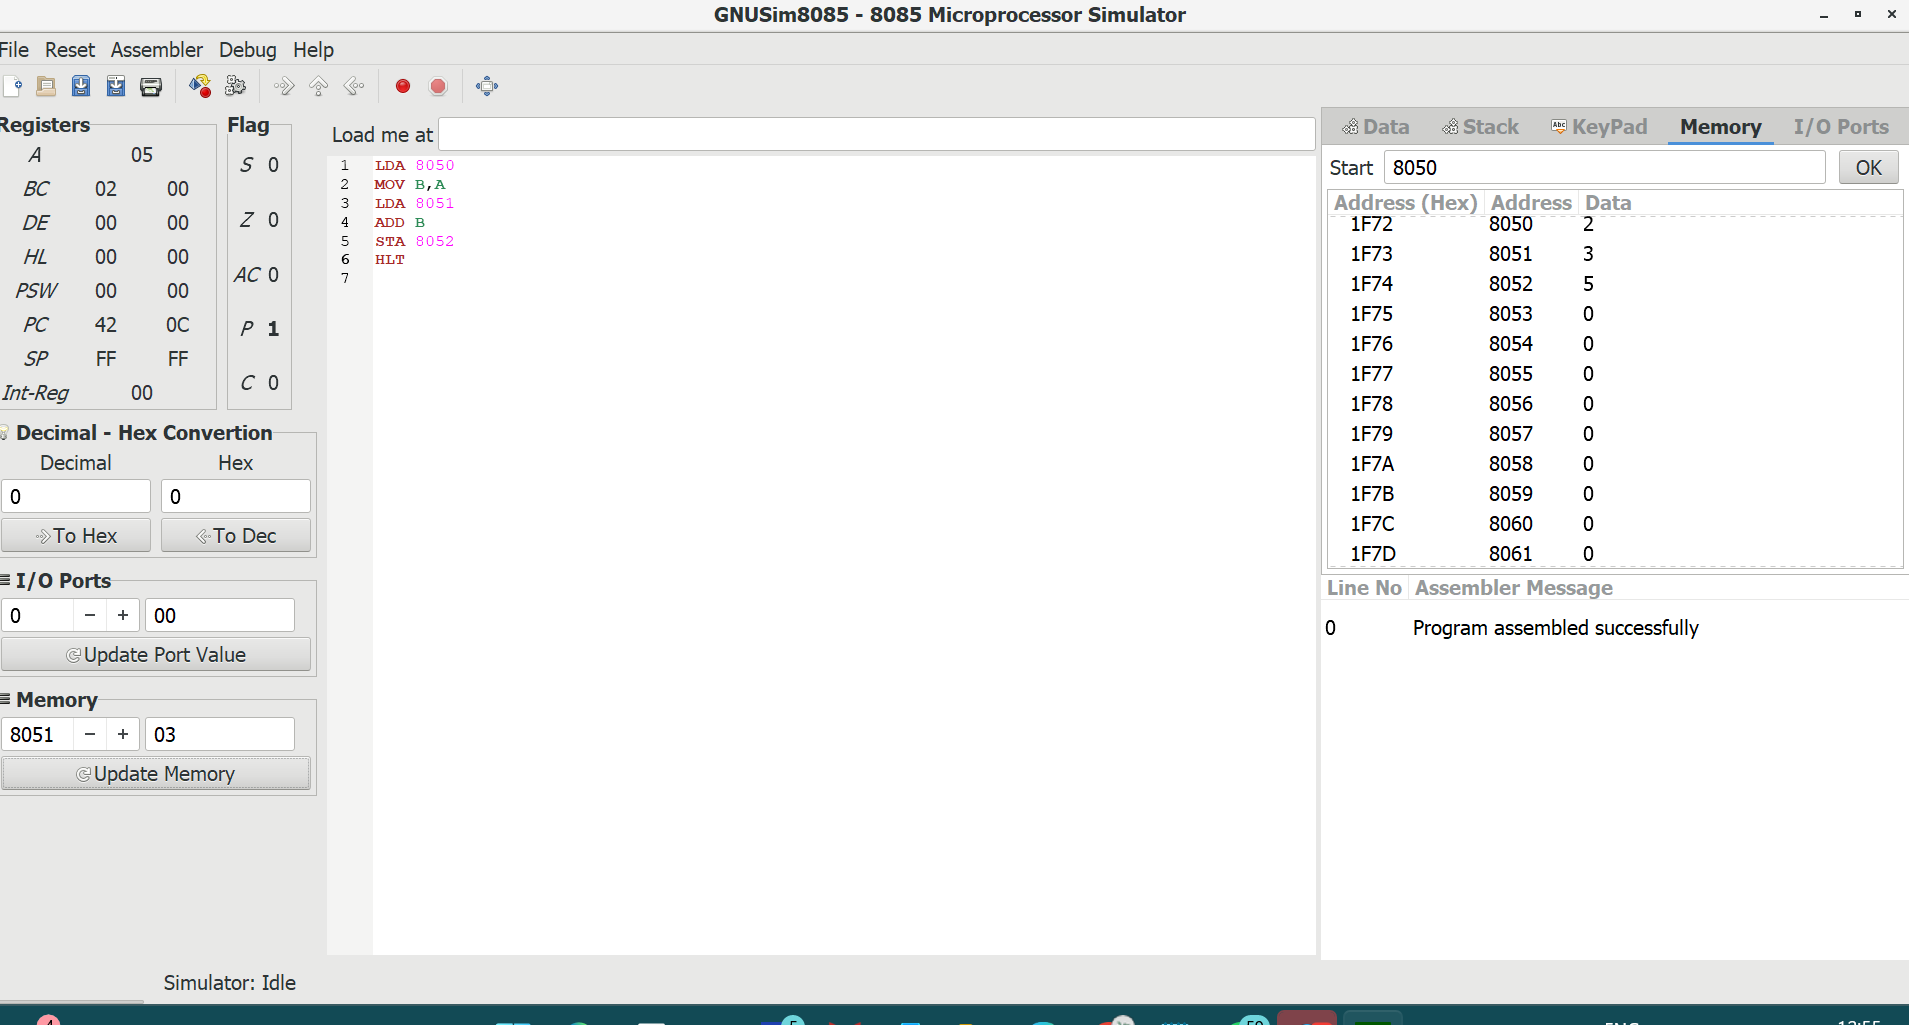 GNUSim8085 - 8085 Microprocessor Simulator
File Reset Assembler Debug Help
Registers
A 05
BC 02 00
DE 00 00
HL 00 00
PSW 00 00
PC 42 0C
SP FF FF
Int-Reg 00
Flag
S 0
Z 0
AC 0
P 1
C 0
Decimal - Hex Convertion
Decimal Hex
0 0
To Hex To Dec
I/O Ports
0 − + 00
Update Port Value
Memory
8051 − + 03
Update Memory
Load me at
1 LDA 8050
2 MOV B,A
3 LDA 8051
4 ADD B
5 STA 8052
6 HLT
7
Data Stack Abc KeyPad Memory I/O Ports
Start 8050 OK
Address (Hex) Address Data
1F72 8050 2
1F73 8051 3
1F74 8052 5
1F75 8053 0
1F76 8054 0
1F77 8055 0
1F78 8056 0
1F79 8057 0
1F7A 8058 0
1F7B 8059 0
1F7C 8060 0
1F7D 8061 0
Line No Assembler Message
0 Program assembled successfully
Simulator: Idle